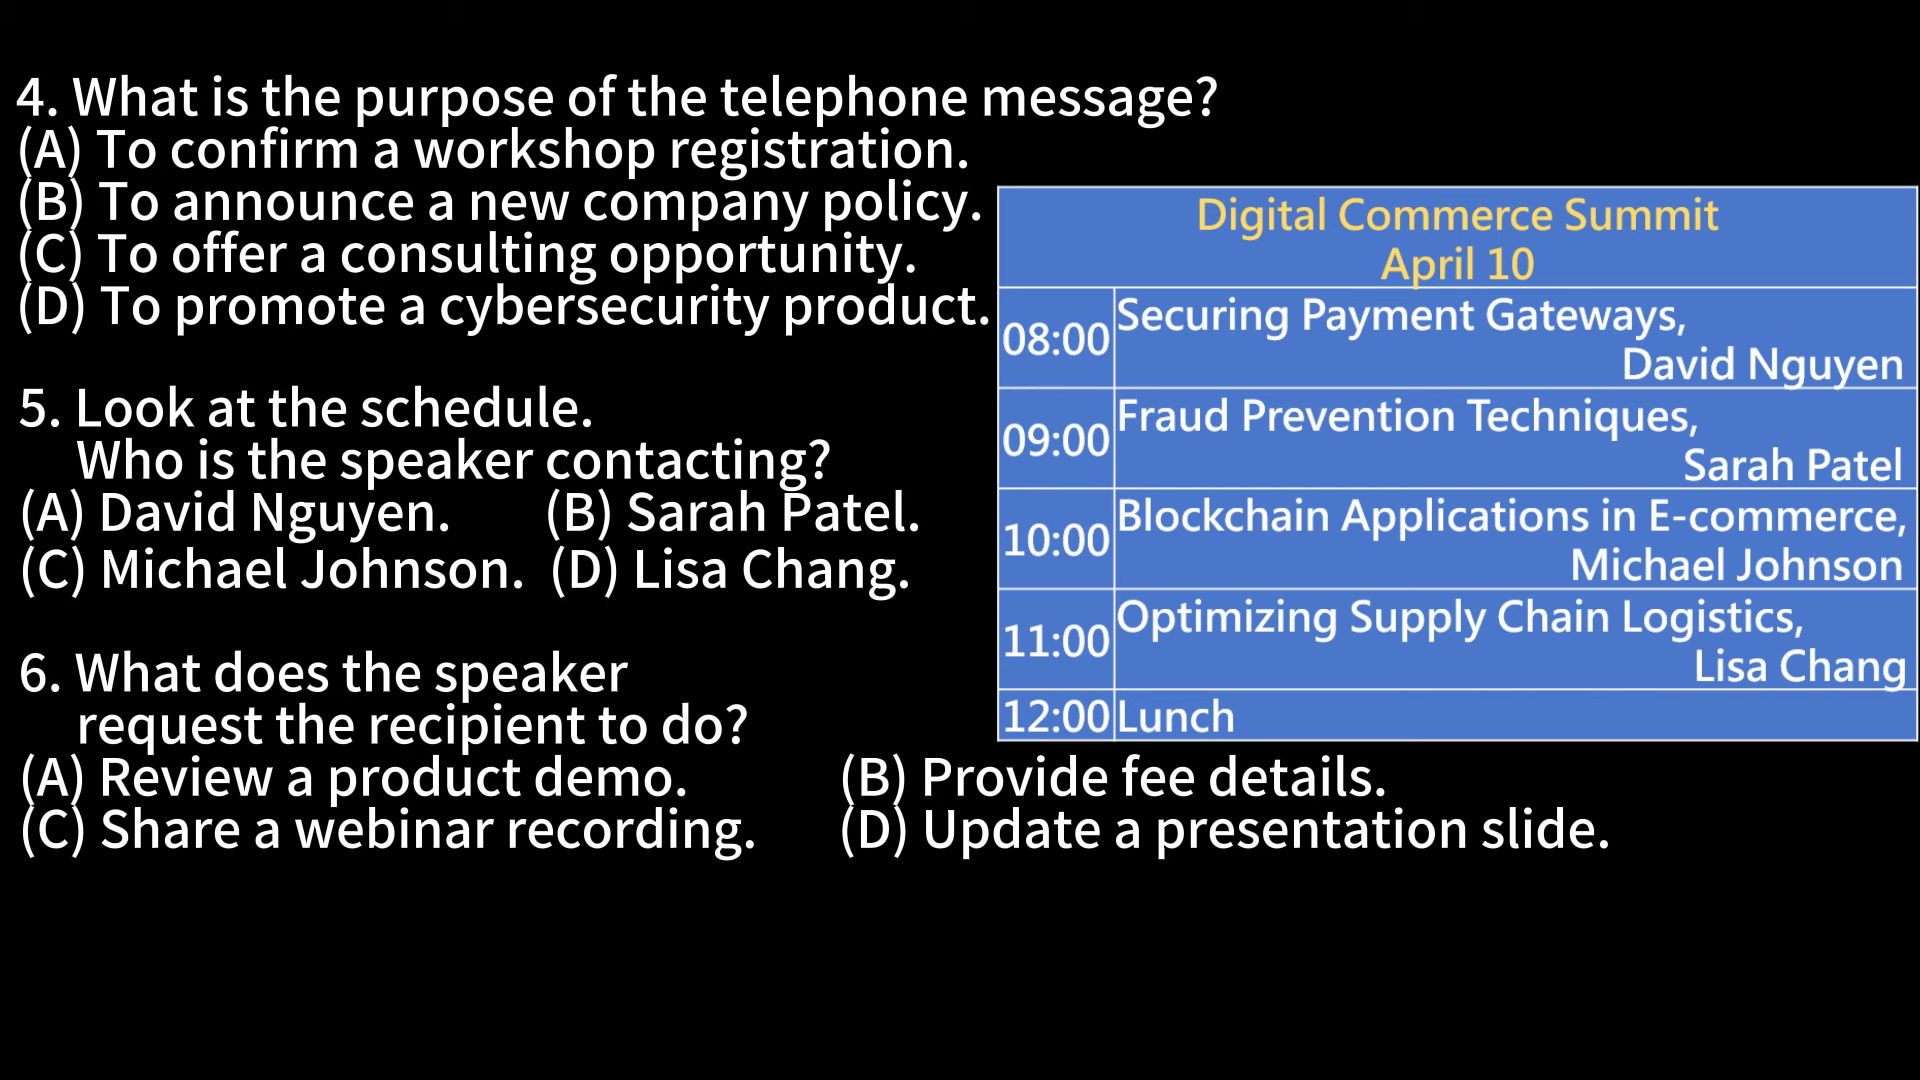 4. What is the purpose of the telephone message?
(A) To confirm a workshop registration.
(B) To announce a new company policy.
(C) To offer a consulting opportunity.
(D) To promote a cybersecurity product.
5. Look at the schedule.
Who is the speaker contacting?
(A) David Nguyen. (B) Sarah Patel.
(C) Michael Johnson. (D) Lisa Chang.
6. What does the speaker
request the recipient to do?
(A) Review a product demo. (B) Provide fee details.
(C) Share a webinar recording. (D) Update a presentation slide.
Digital Commerce Summit
April 10
08:00 Securing Payment Gateways,
David Nguyen
09:00 Fraud Prevention Techniques,
Sarah Patel
10:00 Blockchain Applications in E-commerce,
Michael Johnson
11:00 Optimizing Supply Chain Logistics,
Lisa Chang
12:00 Lunch